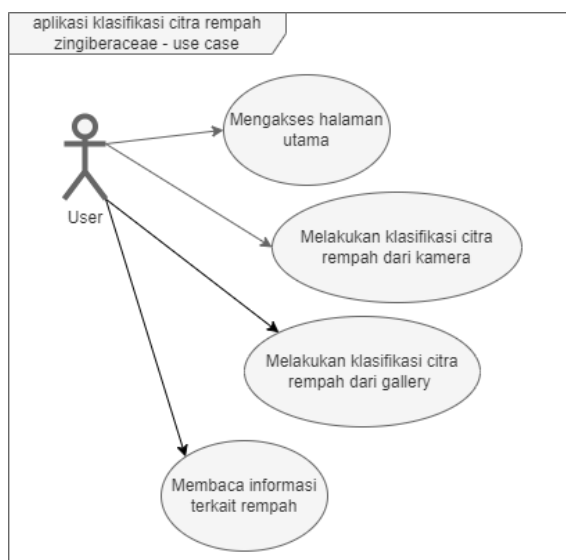 aplikasi klasifikasi citra rempah
zingiberaceae - use case
Mengakses halaman
utama
User
Melakukan klasifikasi citra
rempah dari kamera
Melakukan klasifikasi citra
rempah dari gallery
Membaca informasi
terkait rempah